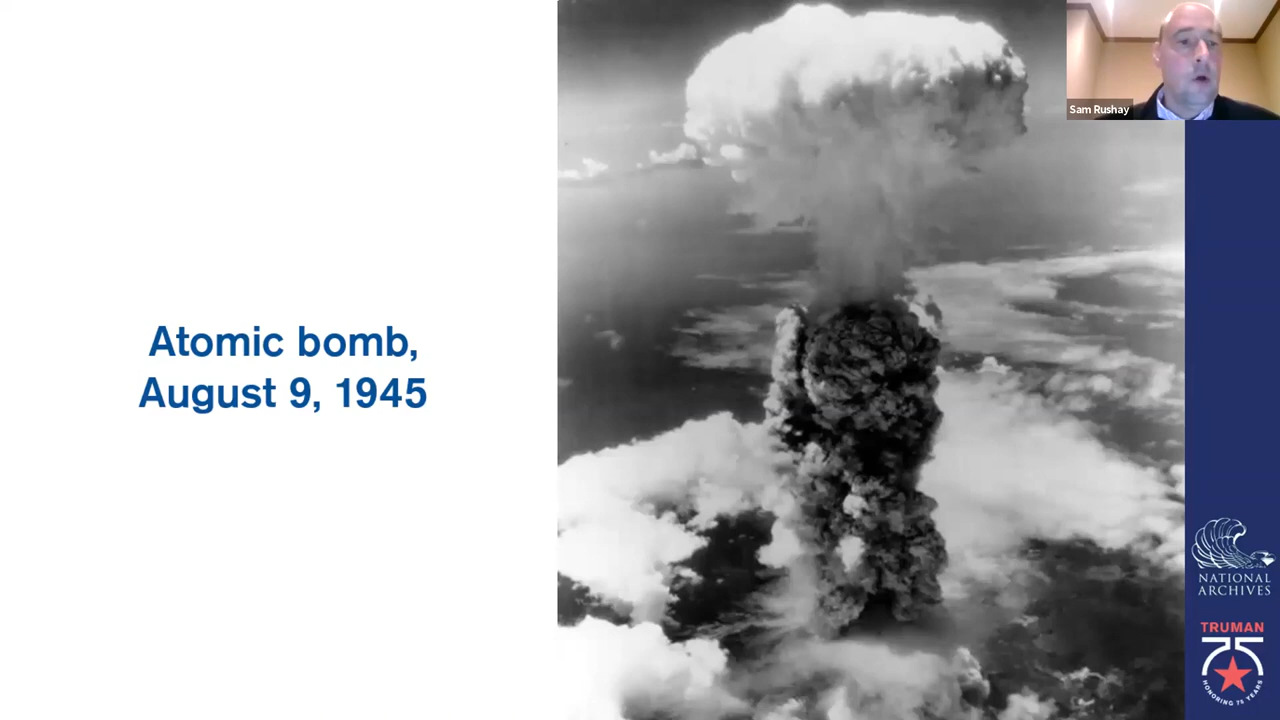 Atomic bomb,
August 9, 1945
Sam Rushay
NATIONAL
ARCHIVES
TRUMAN
75
HONORING 75 YEARS